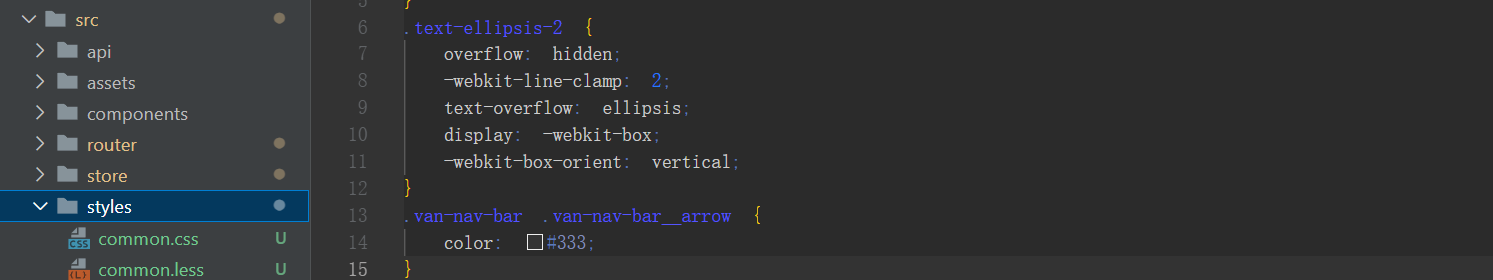 src
api
assets
components
router
store
styles
common.css U
common.less U
5 }
6 .text-ellipsis-2 {
7 overflow: hidden;
8 -webkit-line-clamp: 2;
9 text-overflow: ellipsis;
10 display: -webkit-box;
11 -webkit-box-orient: vertical;
12 }
13 .van-nav-bar .van-nav-bar__arrow {
14 color: #333;
15 }